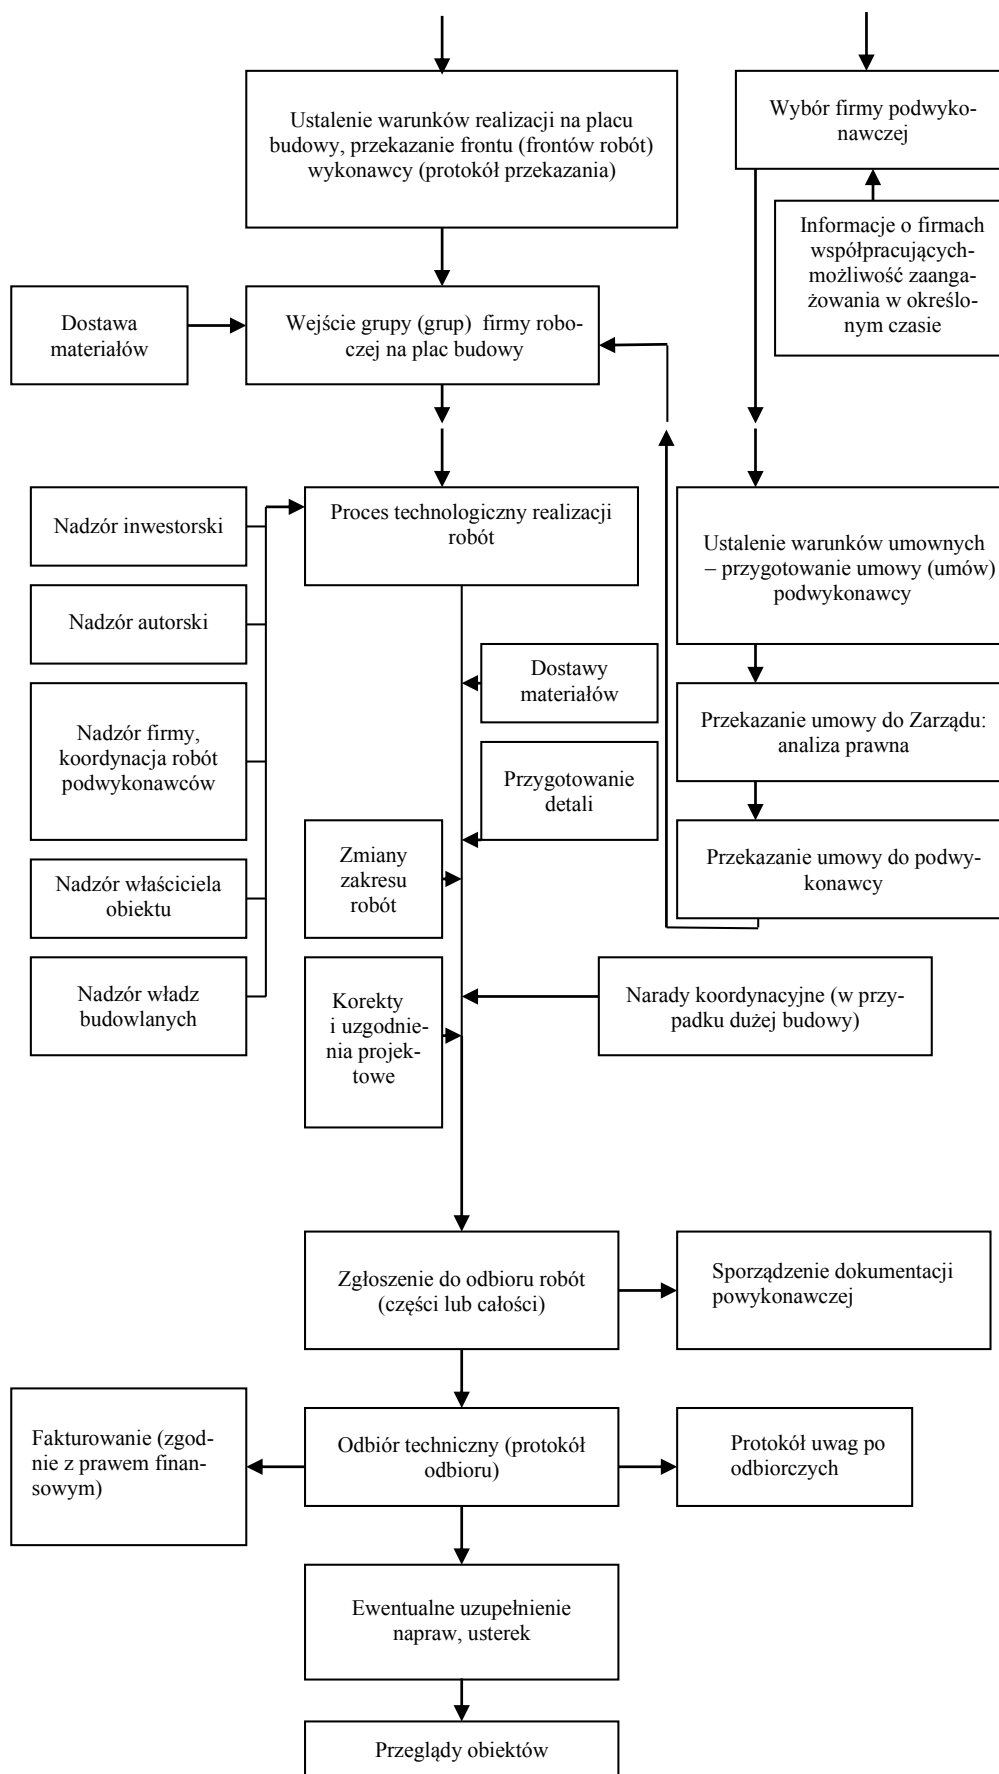 Ustalenie warunków realizacji na placu
budowy, przekazanie frontu (frontów robót)
wykonawcy (protokół przekazania)
Wybór firmy podwyko-
nawczej
Informacje o firmach
współpracujących-
możliwość zaanga-
żowania w określo-
nym czasie
Dostawa
materiałów
Wejście grupy (grup) firmy robo-
czej na plac budowy
Nadzór inwestorski
Proces technologiczny realizacji
robót
Ustalenie warunków umownych
– przygotowanie umowy (umów)
podwykonawcy
Nadzór autorski
Dostawy
materiałów
Nadzór firmy,
koordynacja robót
podwykonawców
Przekazanie umowy do Zarządu:
analiza prawna
Przygotowanie
detali
Zmiany
zakresu
robót
Przekazanie umowy do podwy-
konawcy
Nadzór właściciela
obiektu
Nadzór władz
budowlanych
Korekty
i uzgodnie-
nia projek-
towe
Narady koordynacyjne (w przy-
padku dużej budowy)
Zgłoszenie do odbioru robót
(części lub całości)
Sporządzenie dokumentacji
powykonawczej
Fakturowanie (zgod-
nie z prawem finan-
sowym)
Odbiór techniczny (protokół
odbioru)
Protokół uwag po
odbiorczych
Ewentualne uzupełnienie
napraw, usterek
Przeglądy obiektów